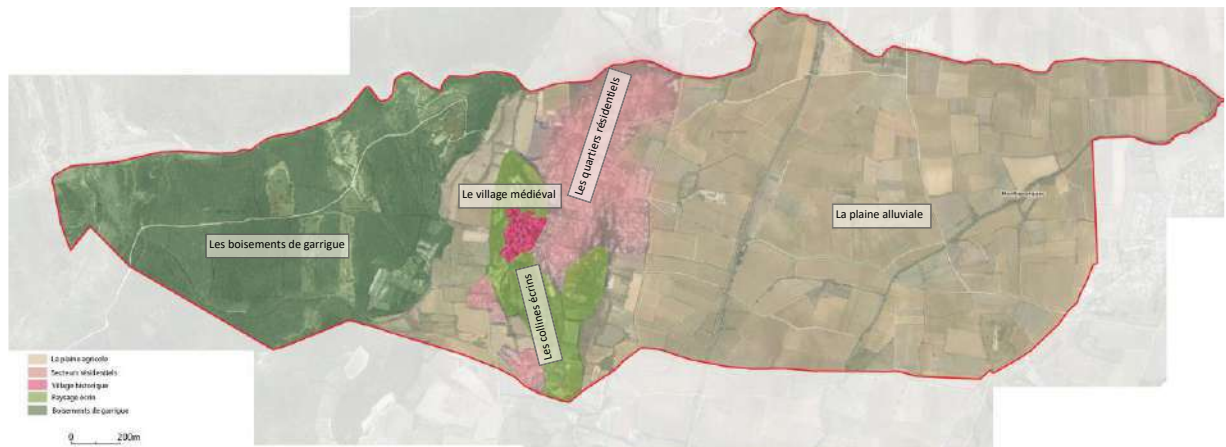 Les quartiers résidentiels
Le village médiéval
La plaine alluviale
Les boisements de garrigue
Les collines écrins
La plaine agricole
Secteurs résidentiels
Village historique
Paysage écrin
Boisements de garrigue
0 200m